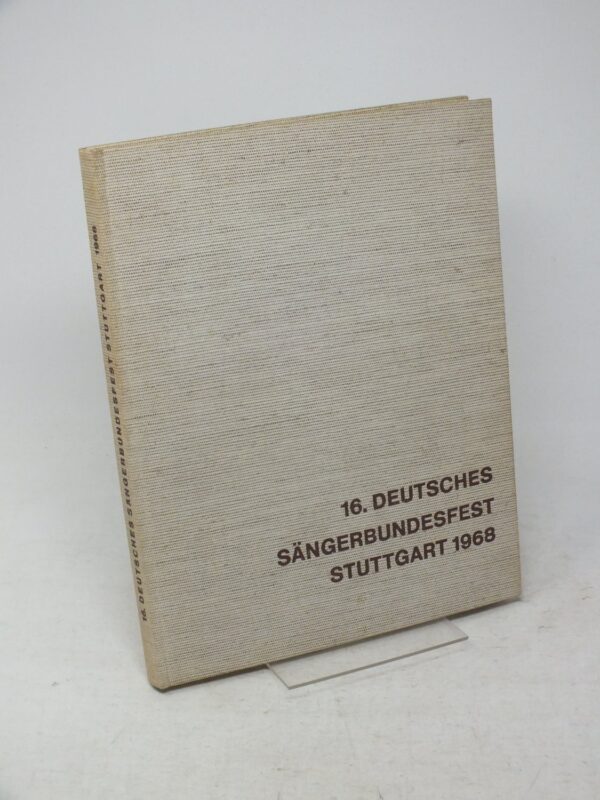 16. DEUTSCHES SÄNGERBUNDESFEST STUTTGART 1968
16. DEUTSCHES
SÄNGERBUNDESFEST
STUTTGART 1968